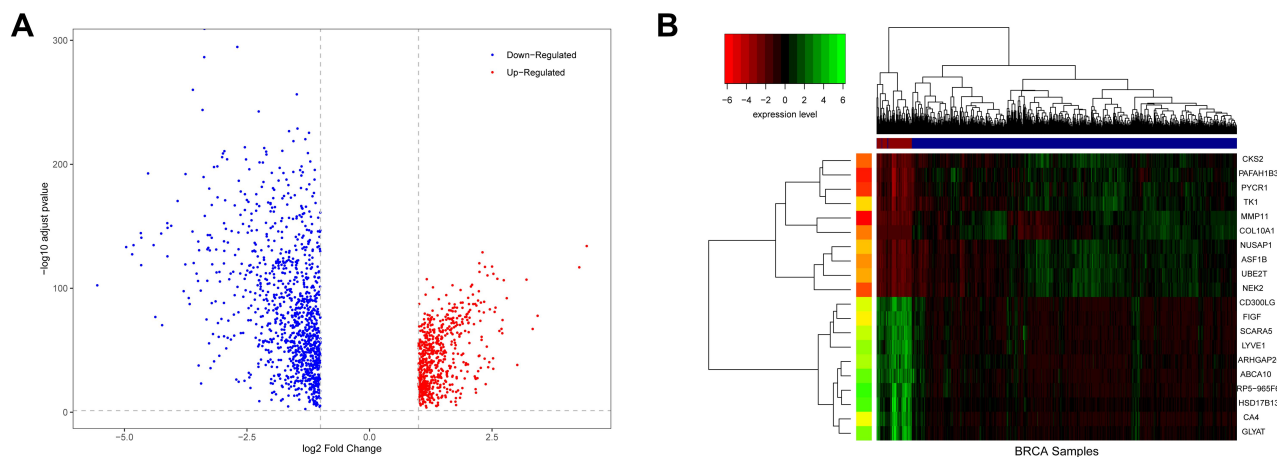 A
300
200
100
0
−log10 adjust pvalue
−5.0
−2.5
0.0
2.5
log2 Fold Change
Down−Regulated
Up−Regulated
B
−6 −4 −2 0 2 4 6
expression level
CKS2
PAFAH1B3
PYCR1
TK1
MMP11
COL10A1
NUSAP1
ASF1B
UBE2T
NEK2
CD300LG
FIGF
SCARA5
LYVE1
ARHGAP2
ABCA10
RP5−965F6
HSD17B13
CA4
GLYAT
BRCA Samples